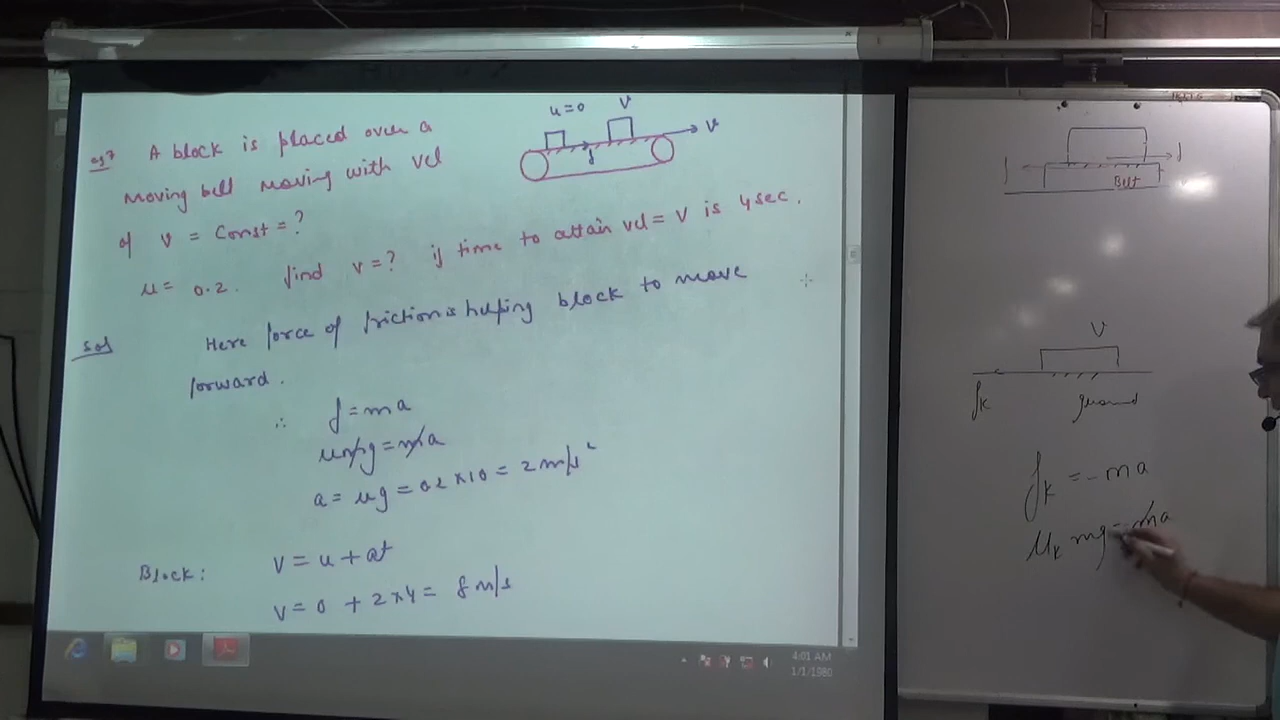 eg7 A block is placed over a
moving belt moving with vel
of v = const = ?
μ = 0.2. find v = ? if time to attain vel = v is 4 sec.
u=0
v
v
f
Sol Here force of friction is helping block to move
forward.
∴ f = ma
μmg = ma
a = μg = 0.2 × 10 = 2 m/s²
Block: v = u + at
v = 0 + 2×4 = 8 m/s
4:01 AM
1/1/1980
f
f
Belt
V
fK
ground
fK = -ma
μK mg = ma